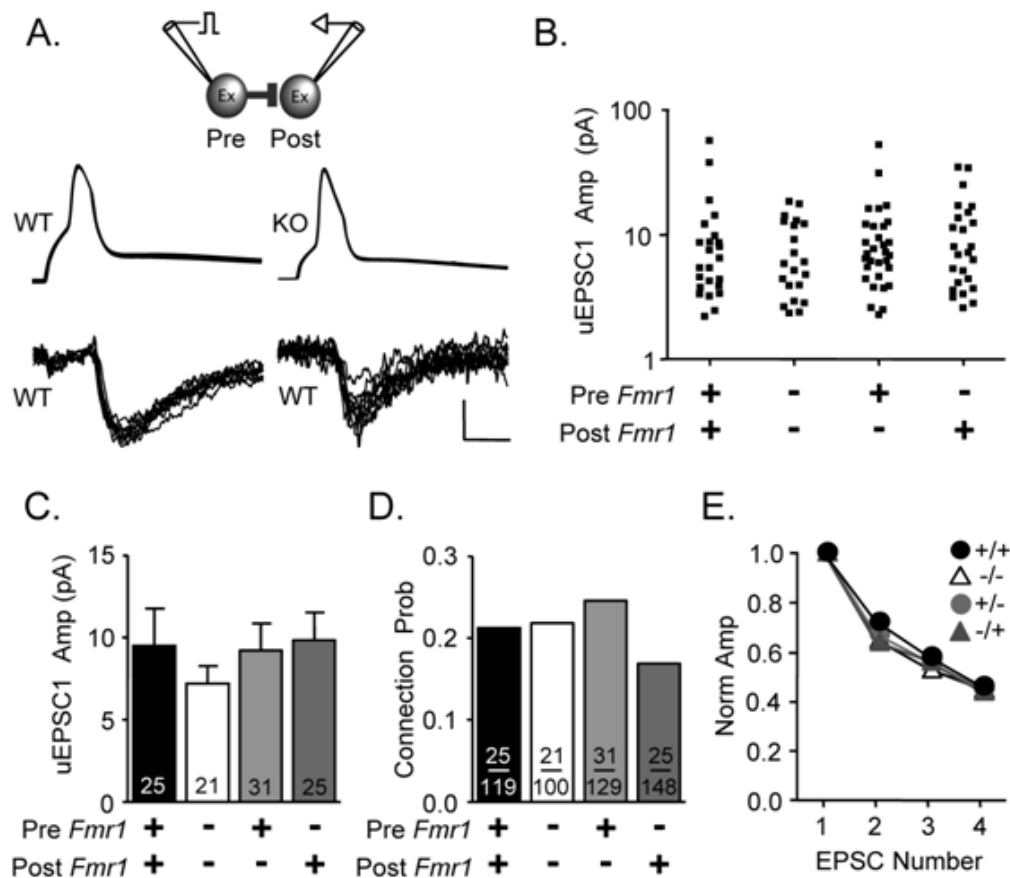 A.
Ex Ex
Pre Post
WT KO
WT WT
B.
uEPSC1 Amp (pA)
100
10
1
Pre Fmr1 + - + -
Post Fmr1 + - - +
C.
uEPSC1 Amp (pA)
15
10
5
0
25 21 31 25
Pre Fmr1 + - + -
Post Fmr1 + - - +
D.
Connection Prob
0.3
0.2
0.1
0.0
25 21 31 25
119 100 129 148
Pre Fmr1 + - + -
Post Fmr1 + - - +
E.
Norm Amp
1.0
0.8
0.6
0.4
0.2
0.0
1 2 3 4
EPSC Number
+/+
-/-
+/-
-/+